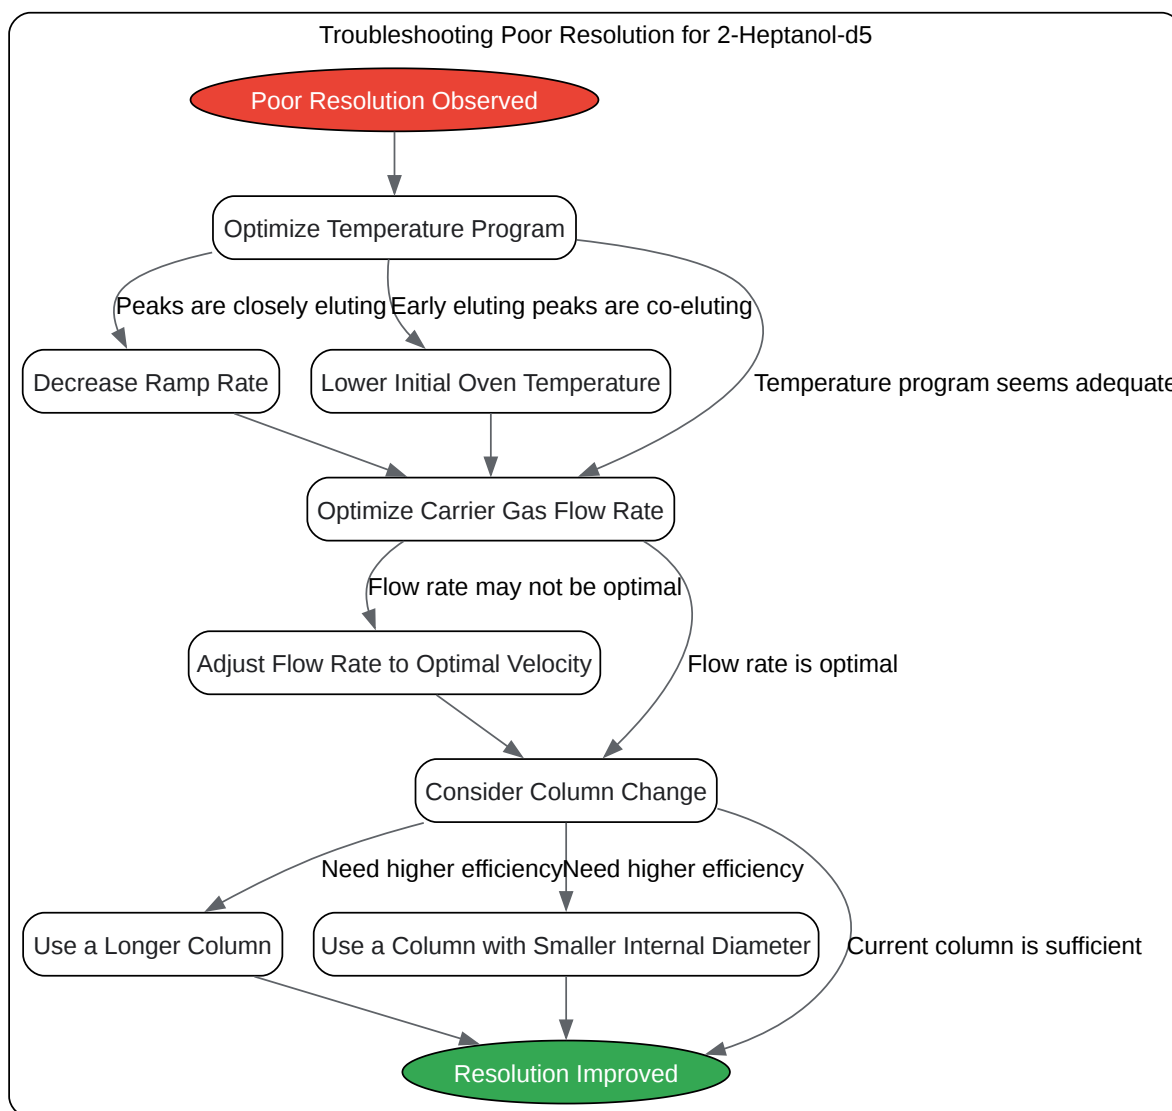 Troubleshooting Poor Resolution for 2-Heptanol-d5
Poor Resolution Observed
Optimize Temperature Program
Peaks are closely eluting
Early eluting peaks are co-eluting
Decrease Ramp Rate
Lower Initial Oven Temperature
Temperature program seems adequate
Optimize Carrier Gas Flow Rate
Flow rate may not be optimal
Adjust Flow Rate to Optimal Velocity
Flow rate is optimal
Consider Column Change
Need higher efficiency
Need higher efficiency
Use a Longer Column
Use a Column with Smaller Internal Diameter
Current column is sufficient
Resolution Improved